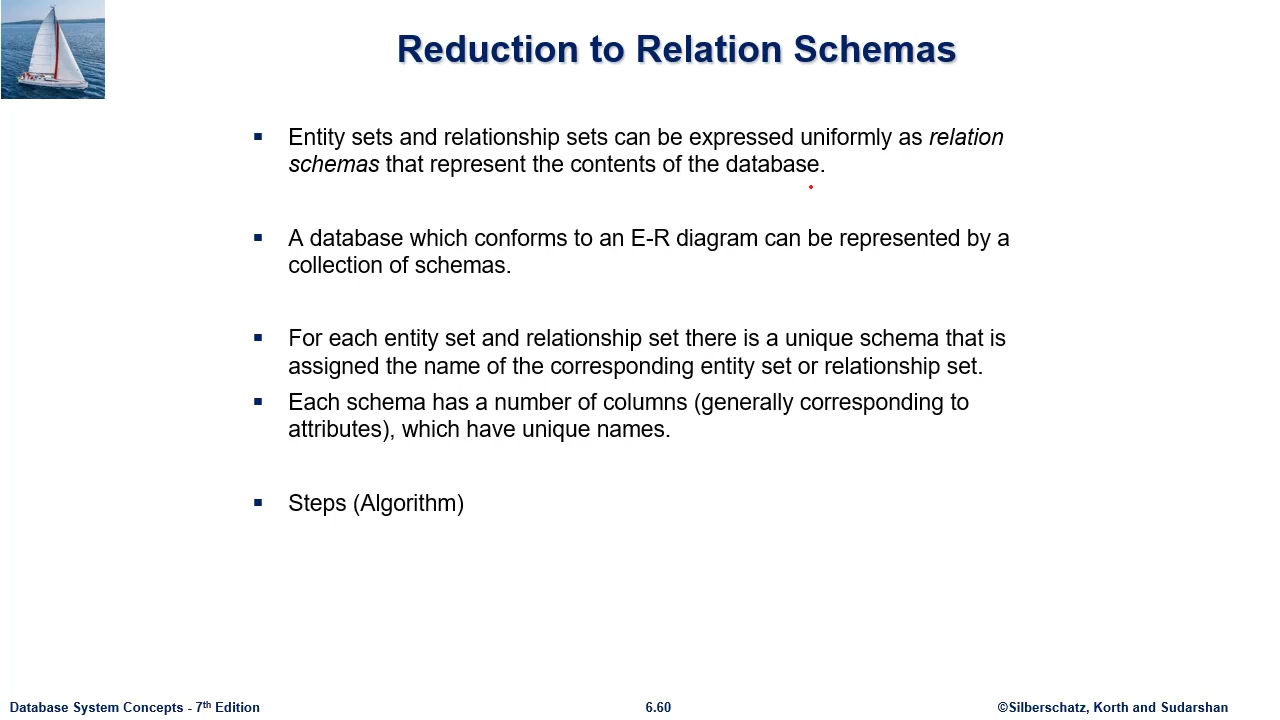 Reduction to Relation Schemas
▪ Entity sets and relationship sets can be expressed uniformly as relation
schemas that represent the contents of the database.
▪ A database which conforms to an E-R diagram can be represented by a
collection of schemas.
▪ For each entity set and relationship set there is a unique schema that is
assigned the name of the corresponding entity set or relationship set.
▪ Each schema has a number of columns (generally corresponding to
attributes), which have unique names.
▪ Steps (Algorithm)
Database System Concepts - 7th Edition
6.60
©Silberschatz, Korth and Sudarshan